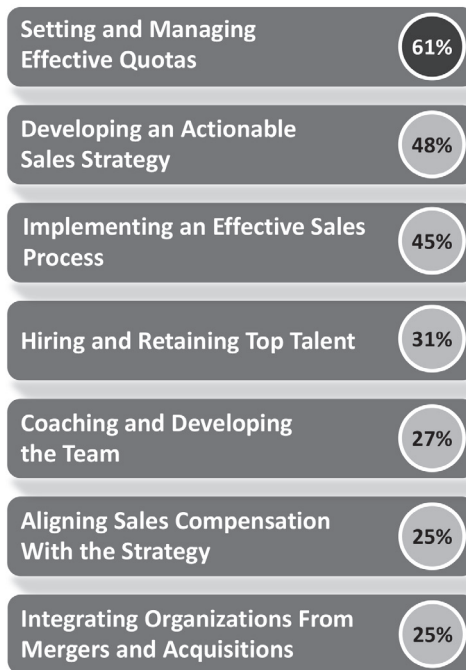 Setting and Managing
Effective Quotas
61%
Developing an Actionable
Sales Strategy
48%
Implementing an Effective Sales
Process
45%
Hiring and Retaining Top Talent
31%
Coaching and Developing
the Team
27%
Aligning Sales Compensation
With the Strategy
25%
Integrating Organizations From
Mergers and Acquisitions
25%